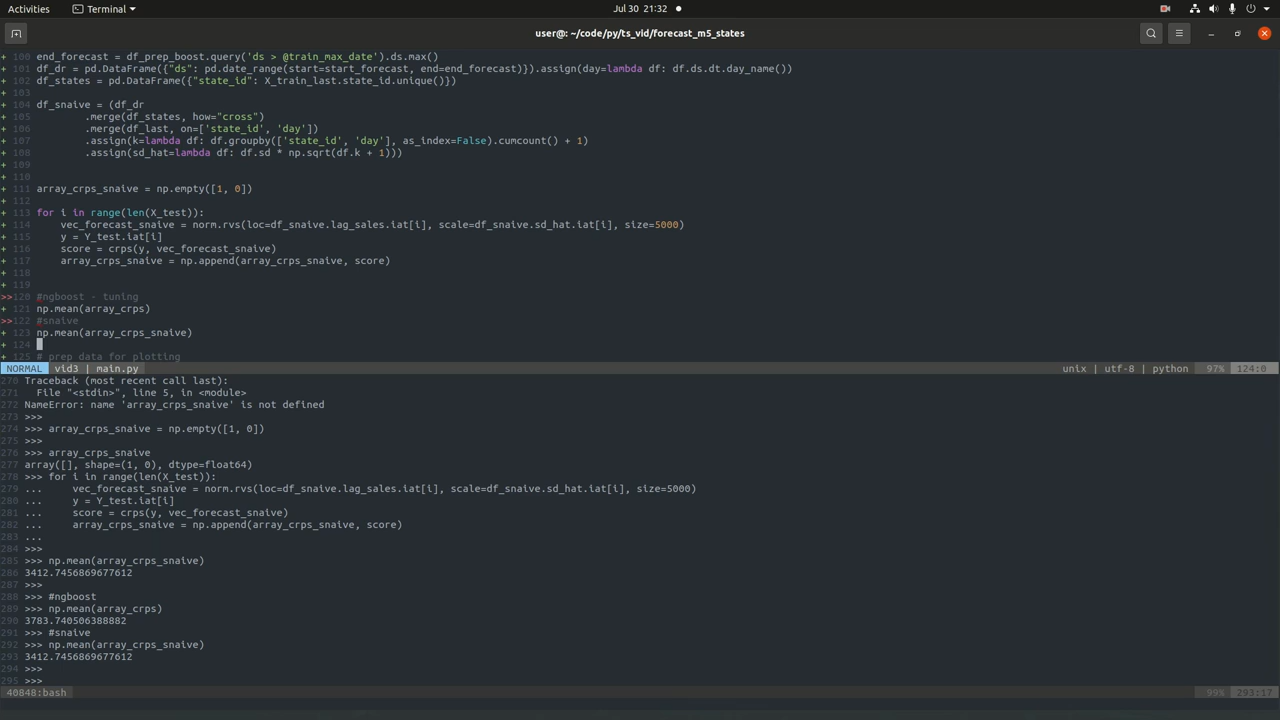 Activities
Terminal
Jul 30 21:32
user@: ~/code/py/ts_vid/forecast_m5_states
+ 100 end_forecast = df_prep_boost.query('ds > @train_max_date').ds.max()
+ 101 df_dr = pd.DataFrame({"ds": pd.date_range(start=start_forecast, end=end_forecast)}).assign(day=lambda df: df.ds.dt.day_name())
+ 102 df_states = pd.DataFrame({"state_id": X_train_last.state_id.unique()})
+ 103
+ 104 df_snaive = (df_dr
+ 105         .merge(df_states, how="cross")
+ 106         .merge(df_last, on=['state_id', 'day'])
+ 107         .assign(k=lambda df: df.groupby(['state_id', 'day'], as_index=False).cumcount() + 1)
+ 108         .assign(sd_hat=lambda df: df.sd * np.sqrt(df.k + 1)))
+ 109
+ 110
+ 111 array_crps_snaive = np.empty([1, 0])
+ 112
+ 113 for i in range(len(X_test)):
+ 114     vec_forecast_snaive = norm.rvs(loc=df_snaive.lag_sales.iat[i], scale=df_snaive.sd_hat.iat[i], size=5000)
+ 115     y = Y_test.iat[i]
+ 116     score = crps(y, vec_forecast_snaive)
+ 117     array_crps_snaive = np.append(array_crps_snaive, score)
+ 118
+ 119
>>120 #ngboost - tuning
+ 121 np.mean(array_crps)
>>122 #snaive
+ 123 np.mean(array_crps_snaive)
+ 124
+ 125 # prep data for plotting
NORMAL vid3 | main.py unix | utf-8 | python 97% 124:0
270 Traceback (most recent call last):
271   File "<stdin>", line 5, in <module>
272 NameError: name 'array_crps_snaive' is not defined
273 >>>
274 >>> array_crps_snaive = np.empty([1, 0])
275 >>>
276 >>> array_crps_snaive
277 array([], shape=(1, 0), dtype=float64)
278 >>> for i in range(len(X_test)):
279 ...     vec_forecast_snaive = norm.rvs(loc=df_snaive.lag_sales.iat[i], scale=df_snaive.sd_hat.iat[i], size=5000)
280 ...     y = Y_test.iat[i]
281 ...     score = crps(y, vec_forecast_snaive)
282 ...     array_crps_snaive = np.append(array_crps_snaive, score)
283 ...
284 >>>
285 >>> np.mean(array_crps_snaive)
286 3412.7456869677612
287 >>>
288 >>> #ngboost
289 >>> np.mean(array_crps)
290 3783.740506388882
291 >>> #snaive
292 >>> np.mean(array_crps_snaive)
293 3412.7456869677612
294 >>>
295 >>>
40848:bash 99% 293:17